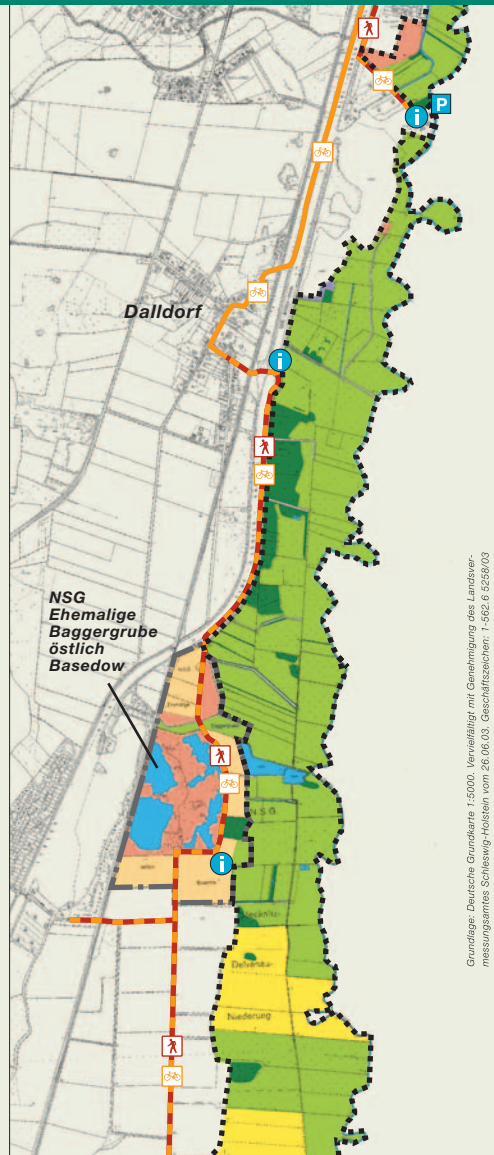 P
i
Dalldorf
i
NSG
Ehemalige
Baggergrube
östlich
Basedow
N.S.G.
i
Delvenau-
Niederung
Grundlage: Deutsche Grundkarte 1:5000. Vervielfältigt mit Genehmigung des Landsver-
messungsamtes Schleswig-Holstein vom 26.06.03. Geschäftszeichen: 1-562.6 5258/03